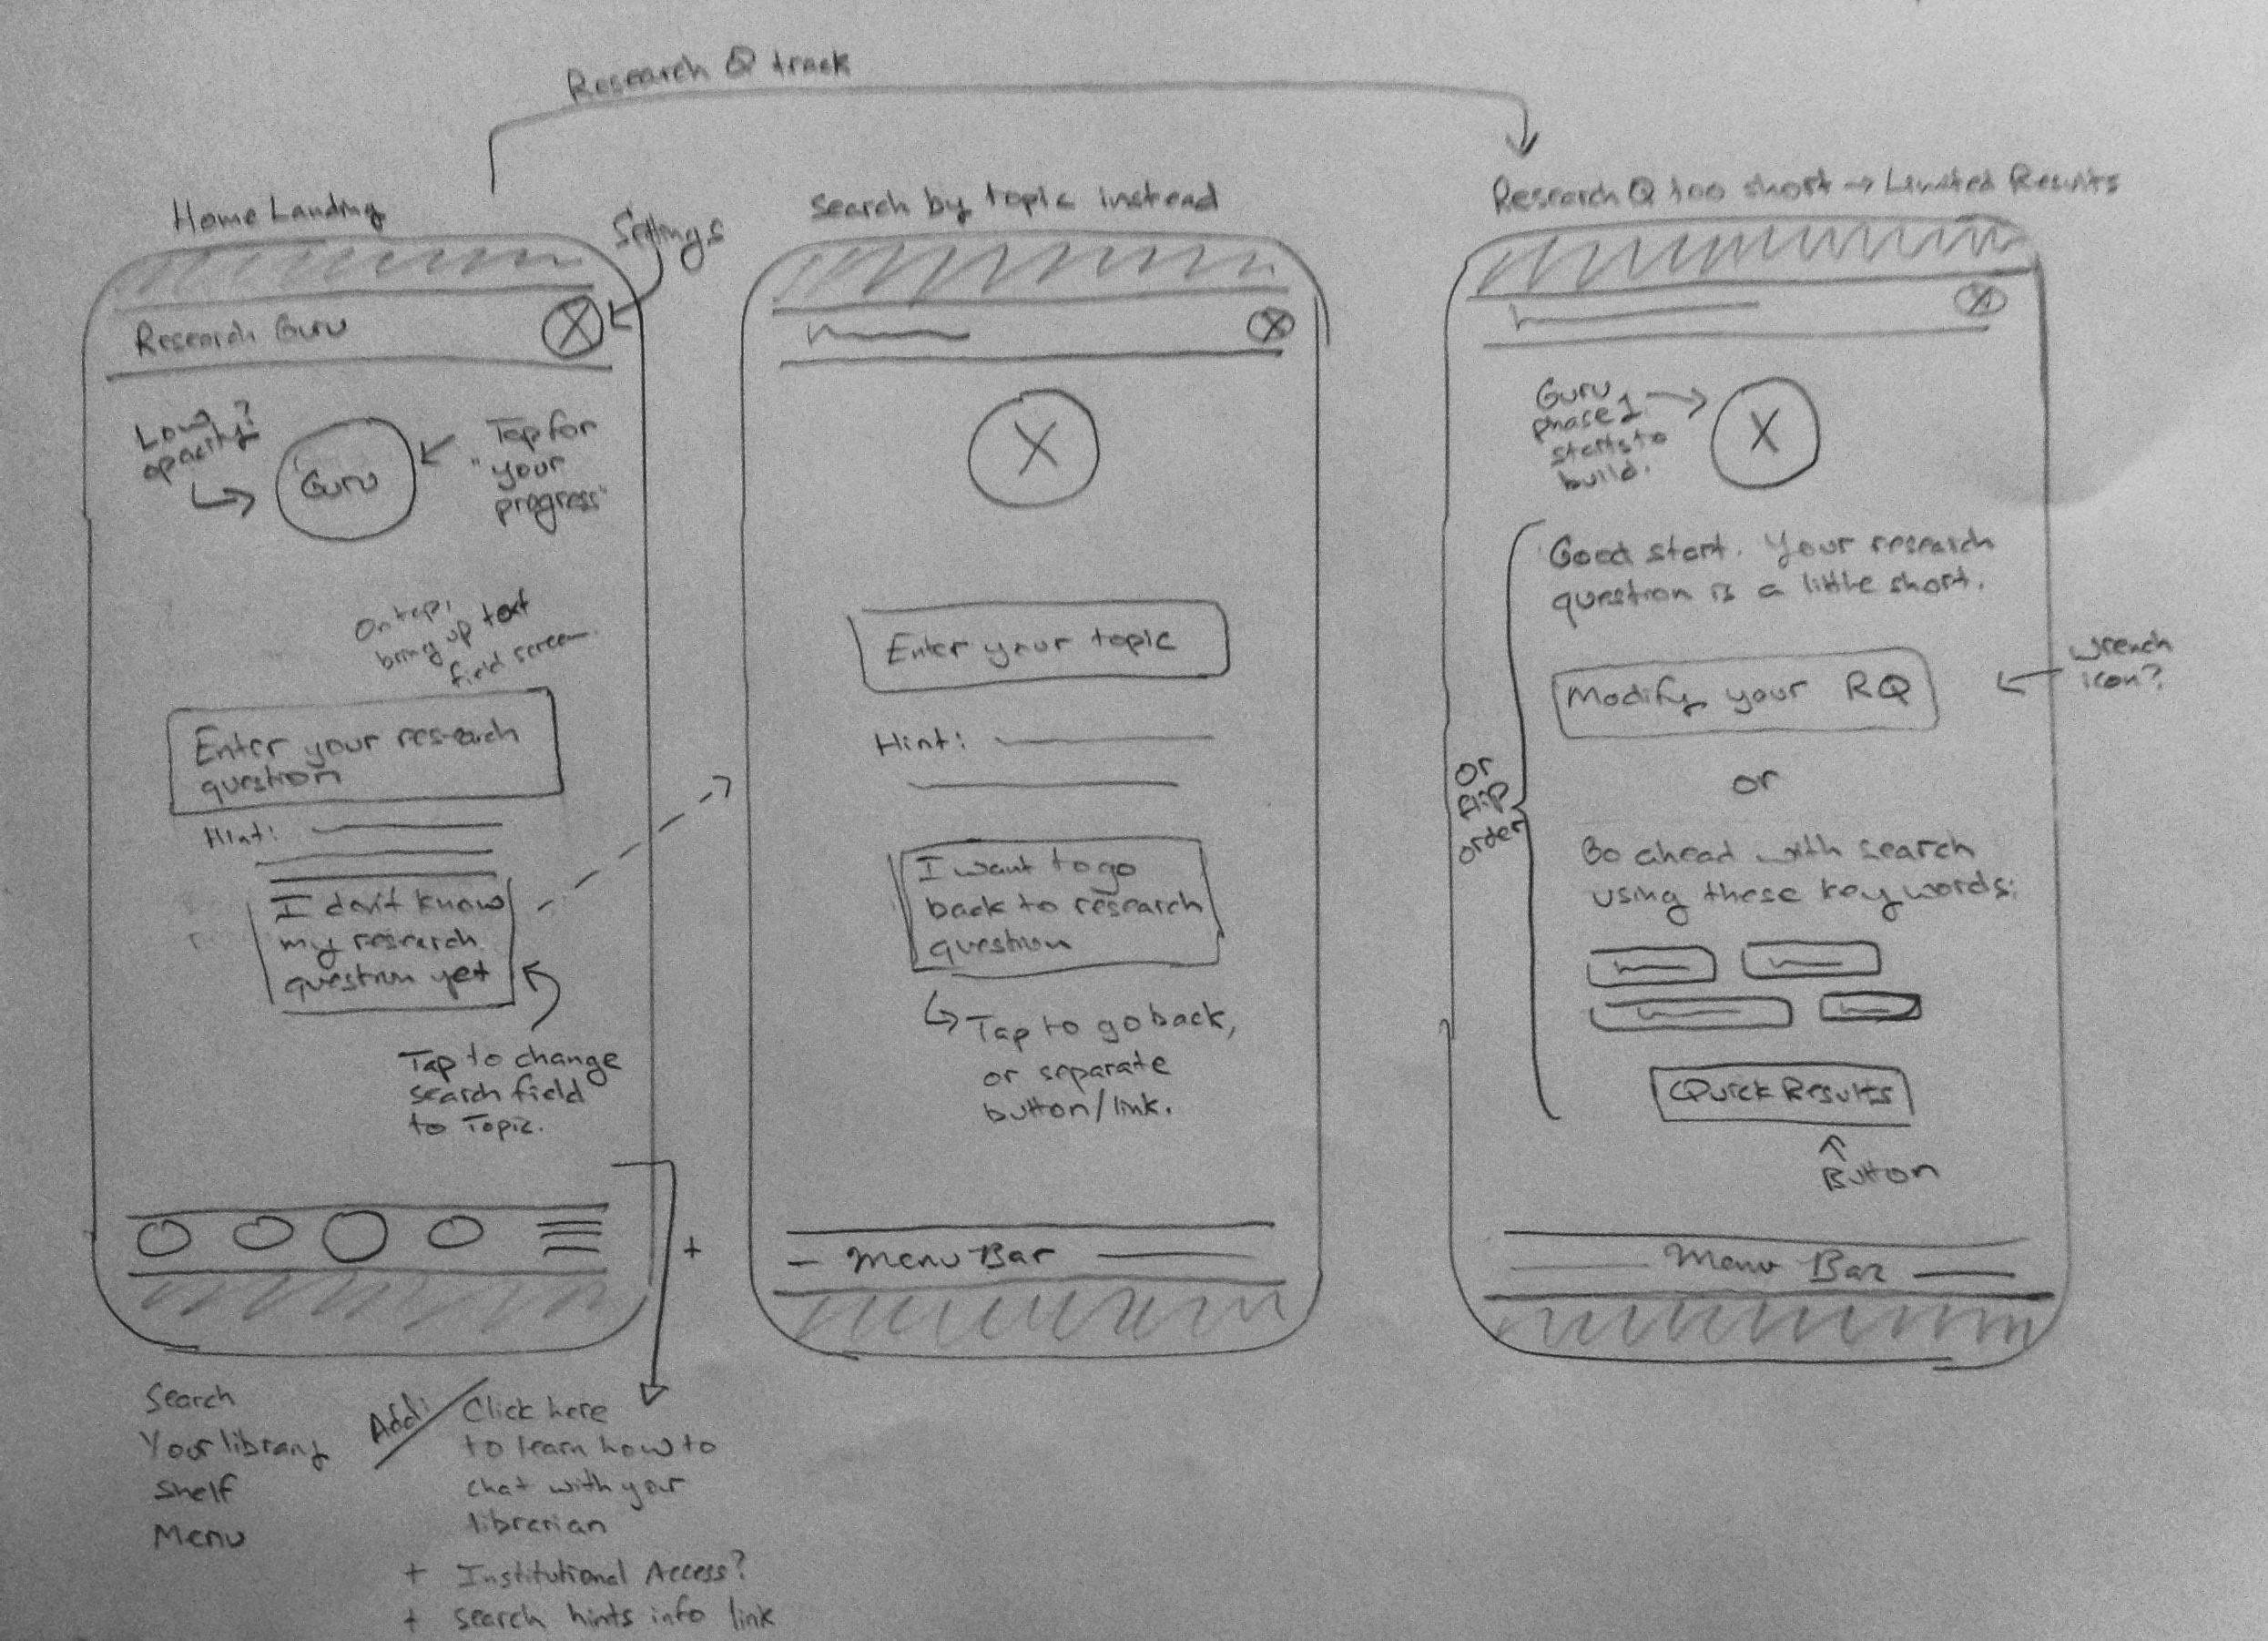 Research Q track
Home Landing
Settings
Research Guru
Low
opacity?
Guru
Tap for
"your
progress"
On tap,
bring up text
field screen
Enter your research
question
Hint:
I don't know
my research
question yet
Tap to change
search field
to Topic.
+
Search
Your library
Shelf
Menu
Add:
Click here
to learn how to
chat with your
librarian
+ Institutional Access?
+ search hints info link
Search by topic instead
X
X
Enter your topic
Hint:
I want to go
back to research
question
Tap to go back,
or separate
button/link.
Menu Bar
Research Q too short → Limited Results
X
Guru
phase 1
starts to
build.
X
Good start. Your research
question is a little short.
Modify your RQ
wrench
icon?
or
Or
flip
order
Go ahead with search
using these key words:
Quick Results
Button
Menu Bar